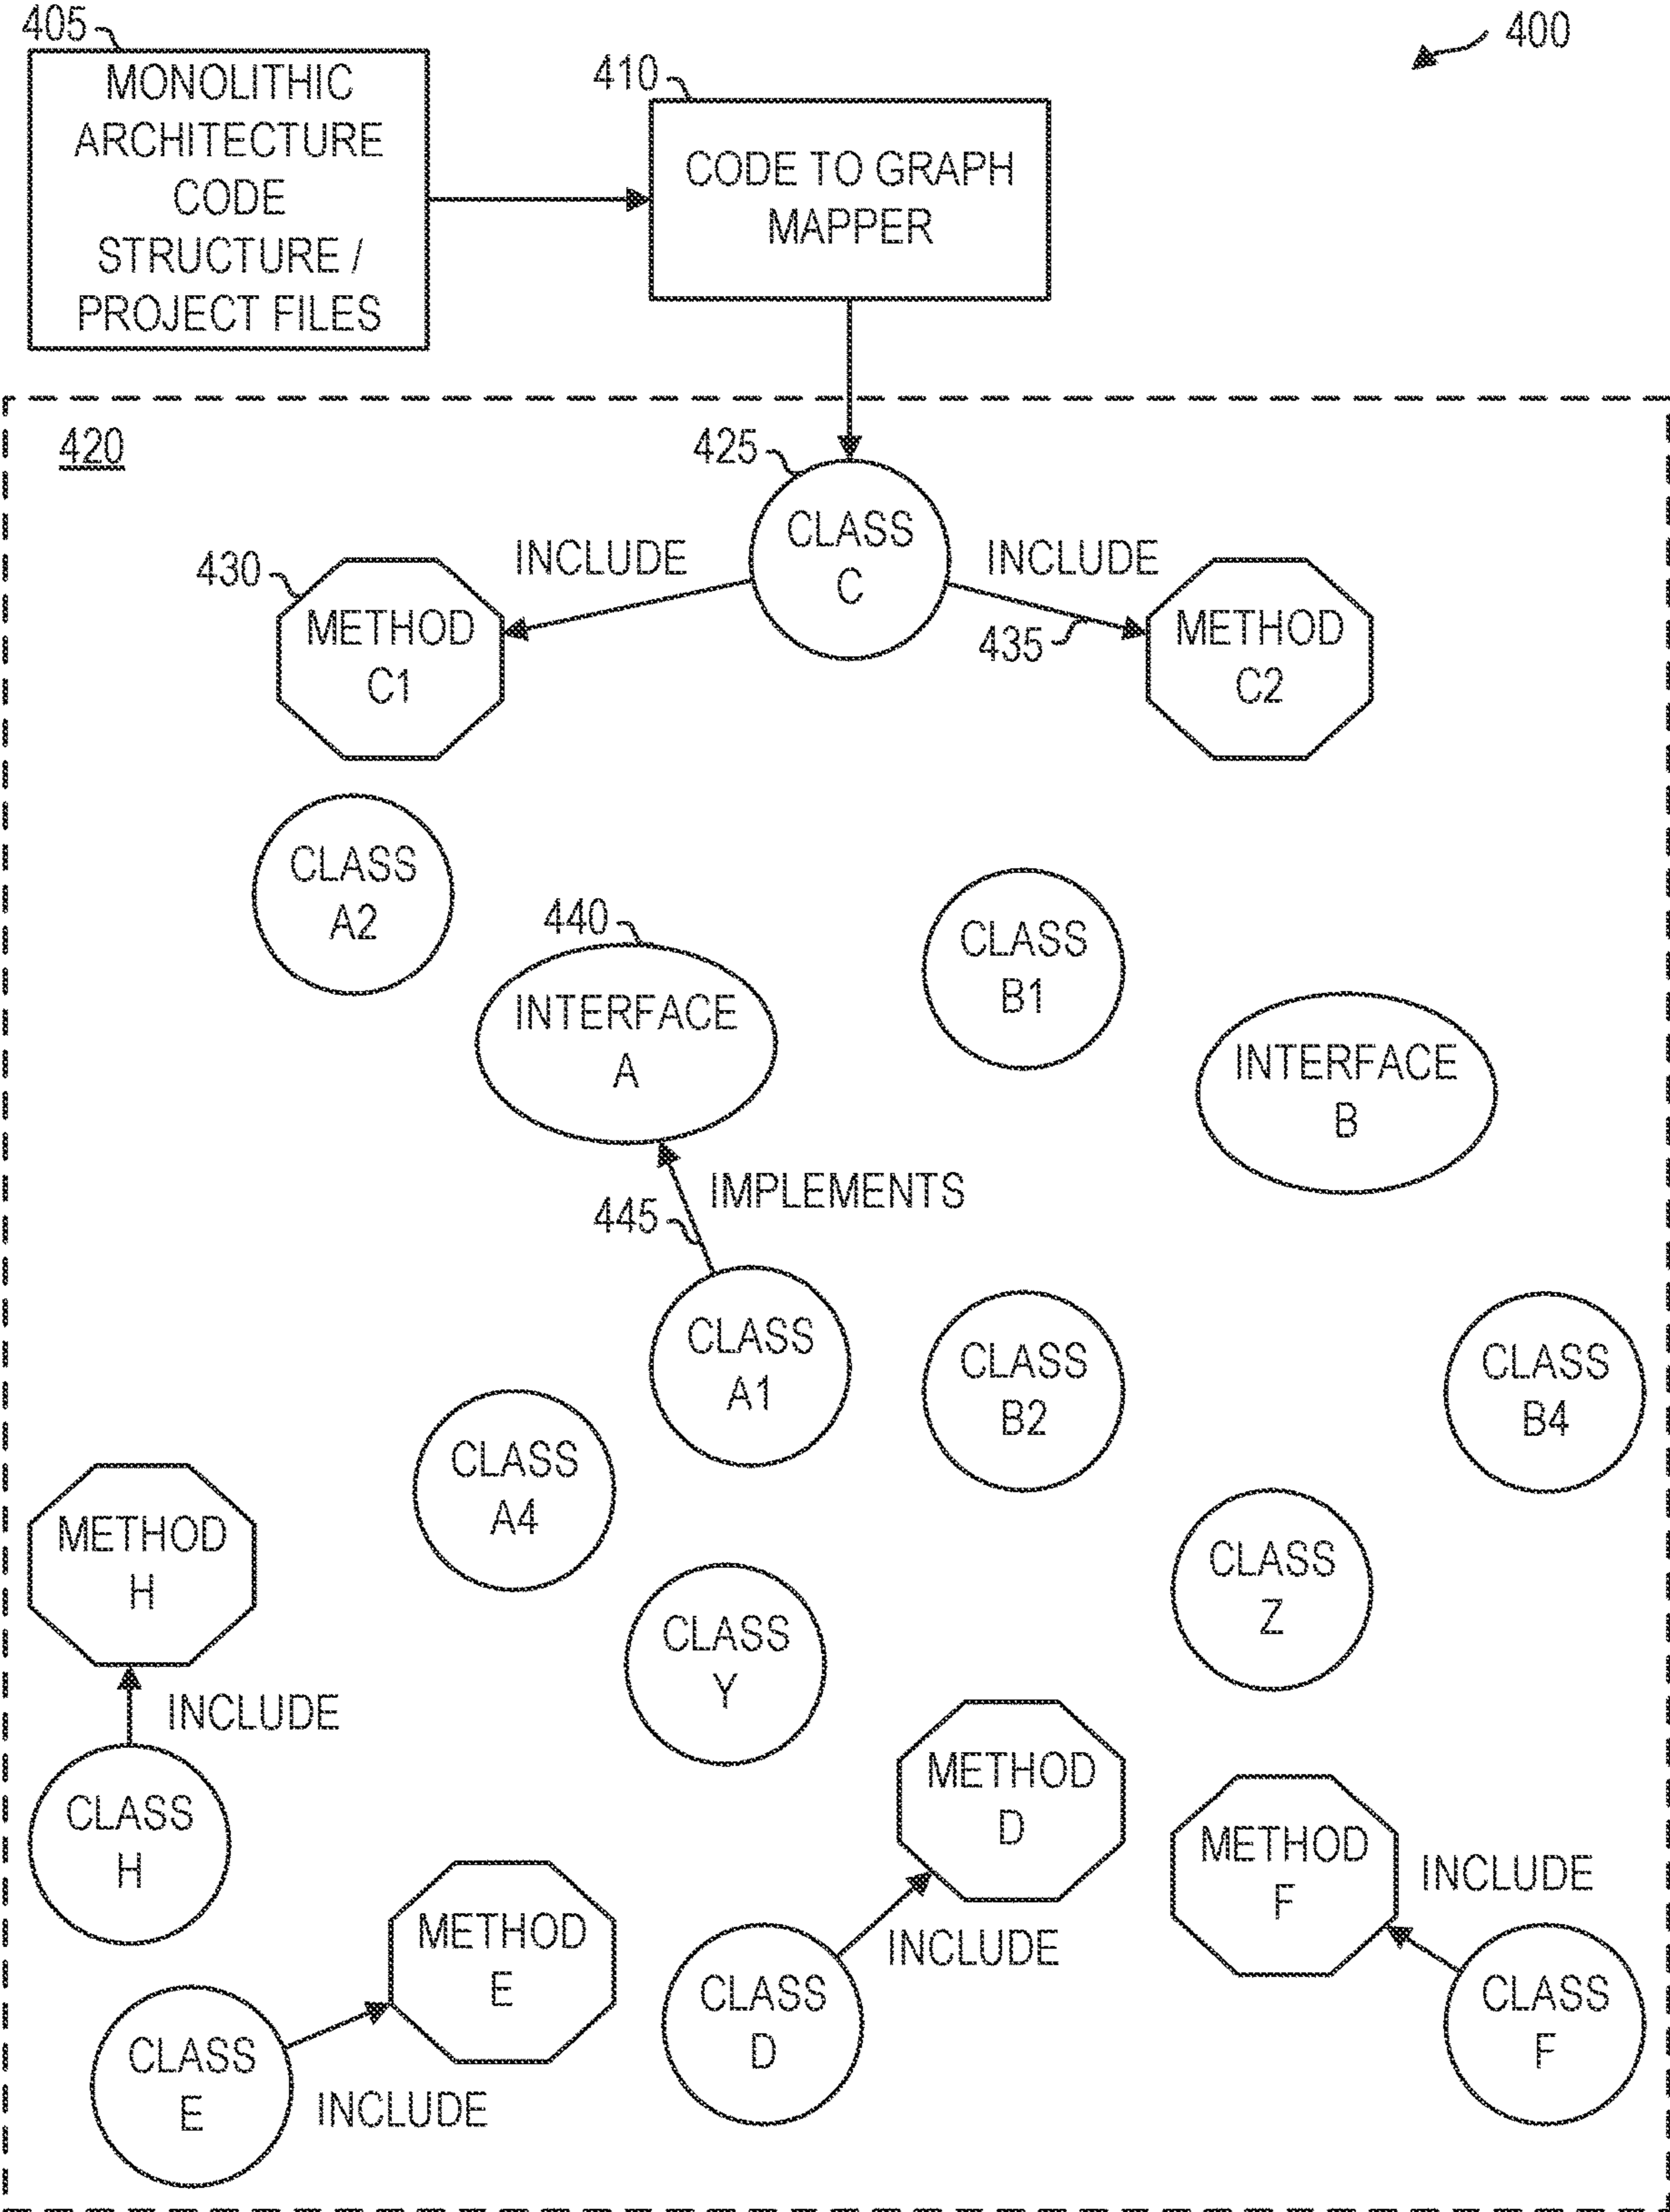 405
400
MONOLITHIC
ARCHITECTURE
CODE
STRUCTURE /
PROJECT FILES
410
CODE TO GRAPH
MAPPER
420
425
CLASS
C
INCLUDE
INCLUDE
430
METHOD
C1
435
METHOD
C2
CLASS
A2
440
INTERFACE
A
CLASS
B1
INTERFACE
B
IMPLEMENTS
445
CLASS
A1
CLASS
B2
CLASS
B4
CLASS
A4
METHOD
H
CLASS
Z
CLASS
Y
INCLUDE
METHOD
D
CLASS
H
METHOD
F
INCLUDE
METHOD
E
INCLUDE
CLASS
D
CLASS
F
CLASS
E
INCLUDE